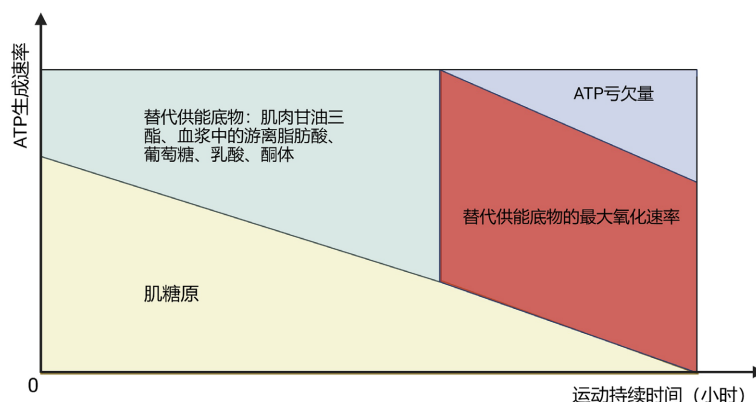 ATP生成速率
ATP亏欠量
替代供能底物：肌肉甘油三
酯、血浆中的游离脂肪酸、
葡萄糖、乳酸、酮体
替代供能底物的最大氧化速率
肌糖原
0
运动持续时间（小时）